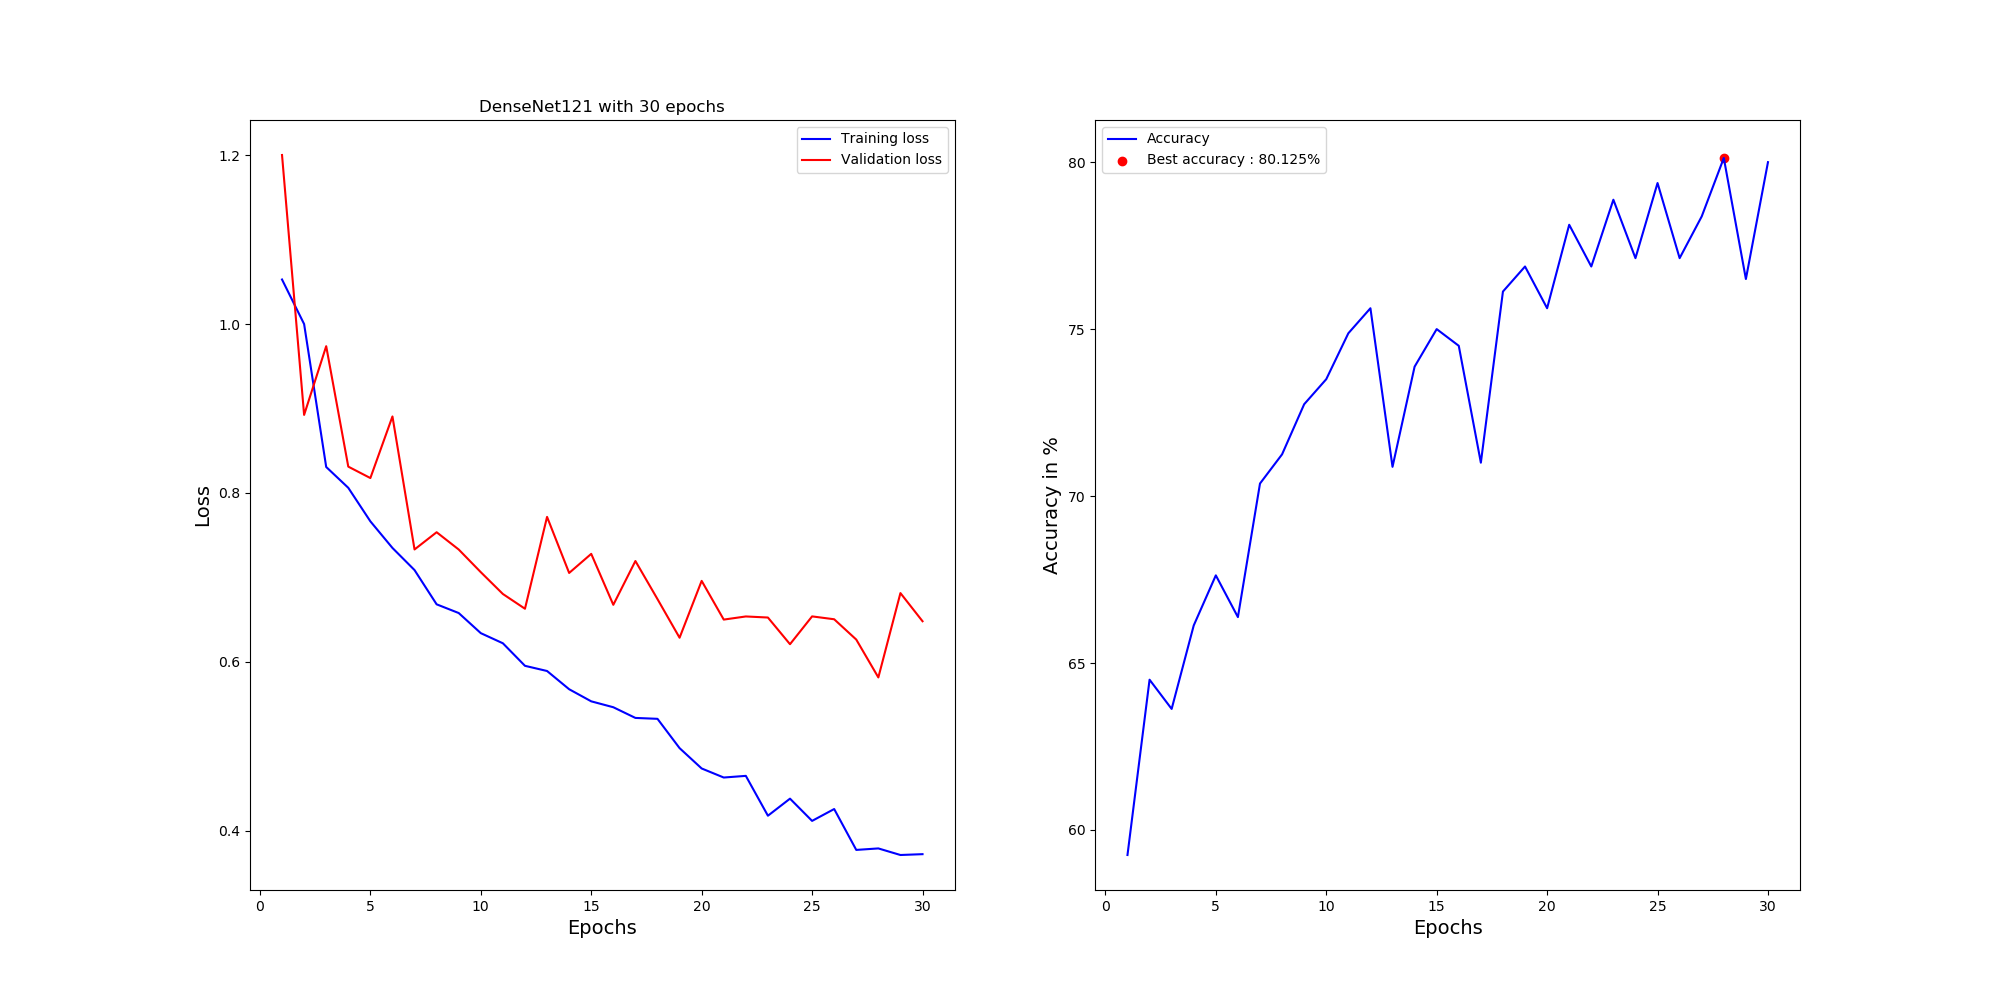 DenseNet121 with 30 epochs
Training loss
Validation loss
1.2
1.0
0.8
0.6
0.4
Loss
0 5 10 15 20 25 30
Epochs
Accuracy
Best accuracy : 80.125%
80
75
70
65
60
Accuracy in %
0 5 10 15 20 25 30
Epochs